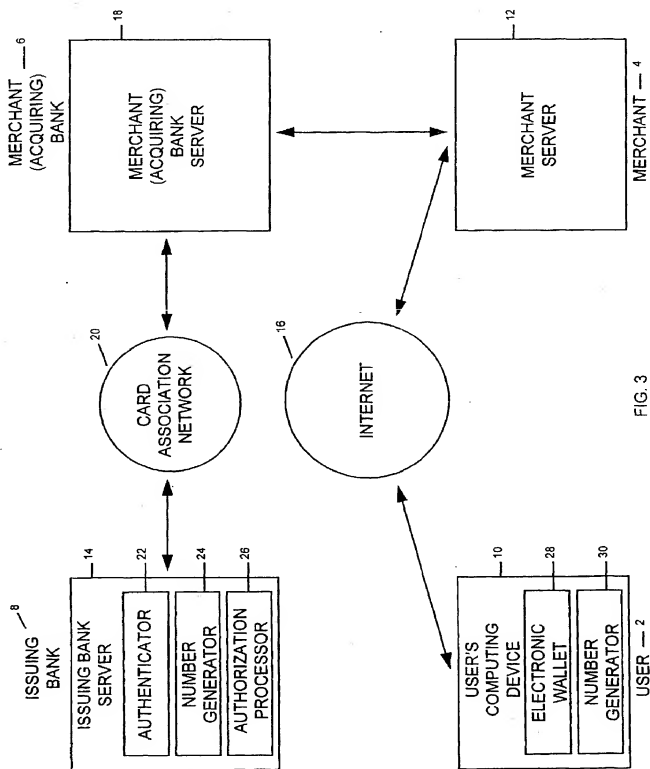 ISSUING
BANK
8
ISSUING BANK
SERVER
14
AUTHENTICATOR
22
NUMBER
GENERATOR
24
AUTHORIZATION
PROCESSOR
26
CARD
ASSOCIATION
NETWORK
20
MERCHANT
(ACQUIRING)
BANK
6
MERCHANT
(ACQUIRING)
BANK
SERVER
18
USER'S
COMPUTING
DEVICE
10
ELECTRONIC
WALLET
28
NUMBER
GENERATOR
30
USER 2
INTERNET
16
MERCHANT
SERVER
12
MERCHANT 4
FIG. 3